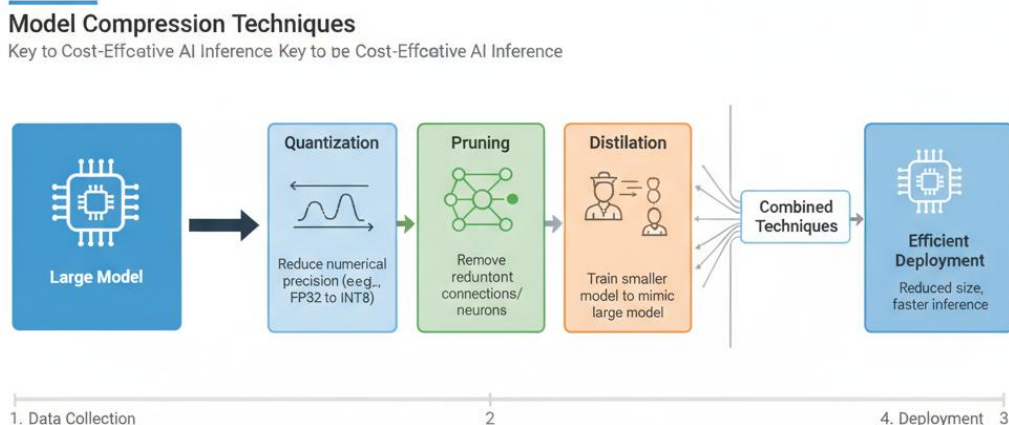 Model Compression Techniques
Key to Cost-Effcative AI Inference Key to be Cost-Effcative AI Inference
Large Model
Quantization
Reduce numerical
precision (eeg.,
FP32 to INT8)
Pruning
Remove
reduntont
connections/
neurons
Distilation
Train smaller
model to mimic
large model
Combined
Techniques
Efficient
Deployment
Reduced size,
faster inference
1. Data Collection
2
4. Deployment 3